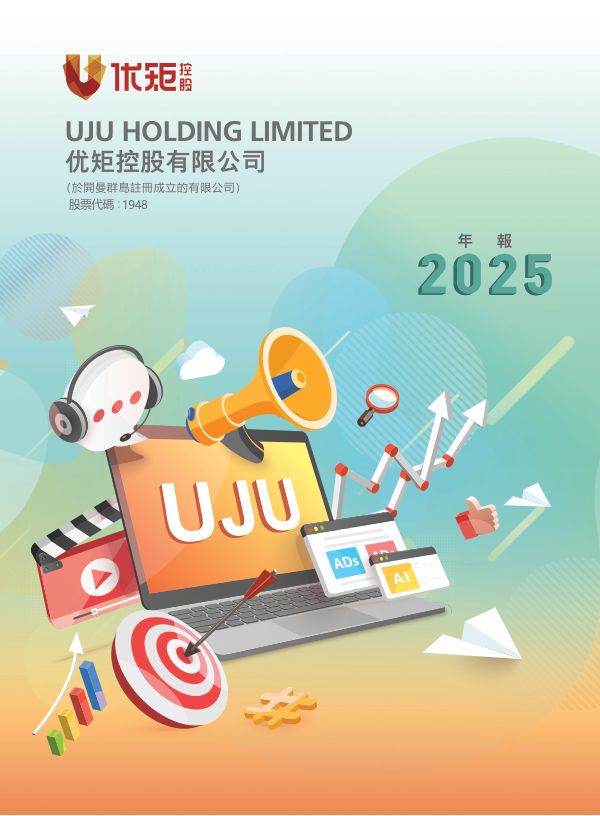 优矩控股
UJU HOLDING LIMITED
优矩控股有限公司
（於開曼群島註冊成立的有限公司）
股票代碼：1948
年 報
2025
UJU
ADs
ADs
AI